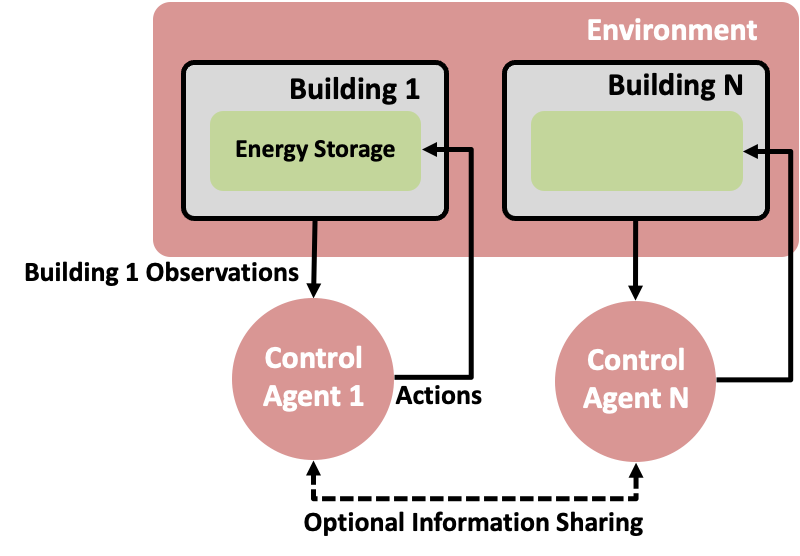 Environment
Building 1
Building N
Energy Storage
Building 1 Observations
Control
Agent 1
Actions
Control
Agent N
Optional Information Sharing